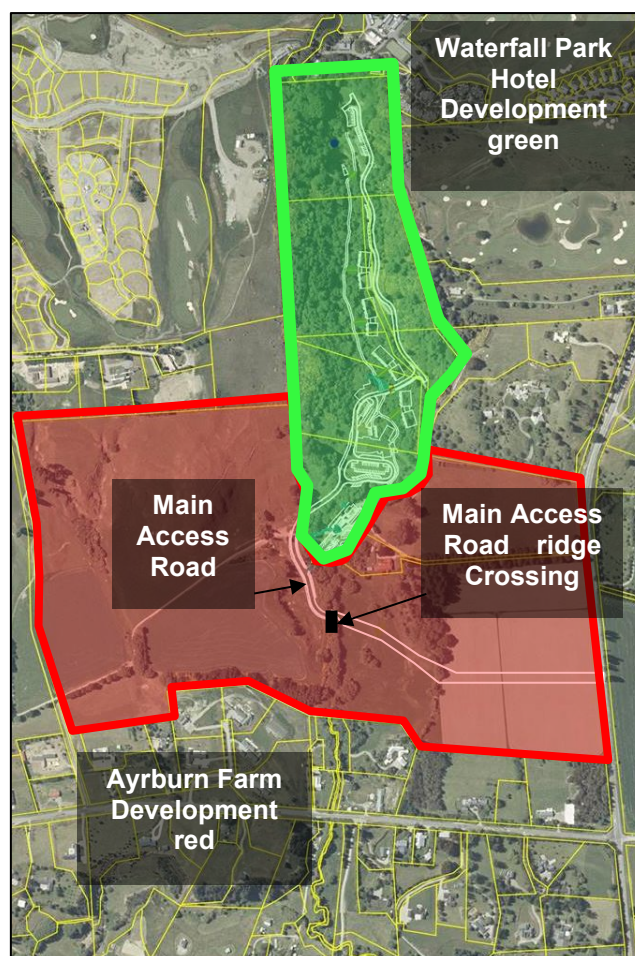 Waterfall Park
Hotel
Development
green
Main
Access
Road
Main Access
Road ridge
Crossing
Ayrburn Farm
Development
red